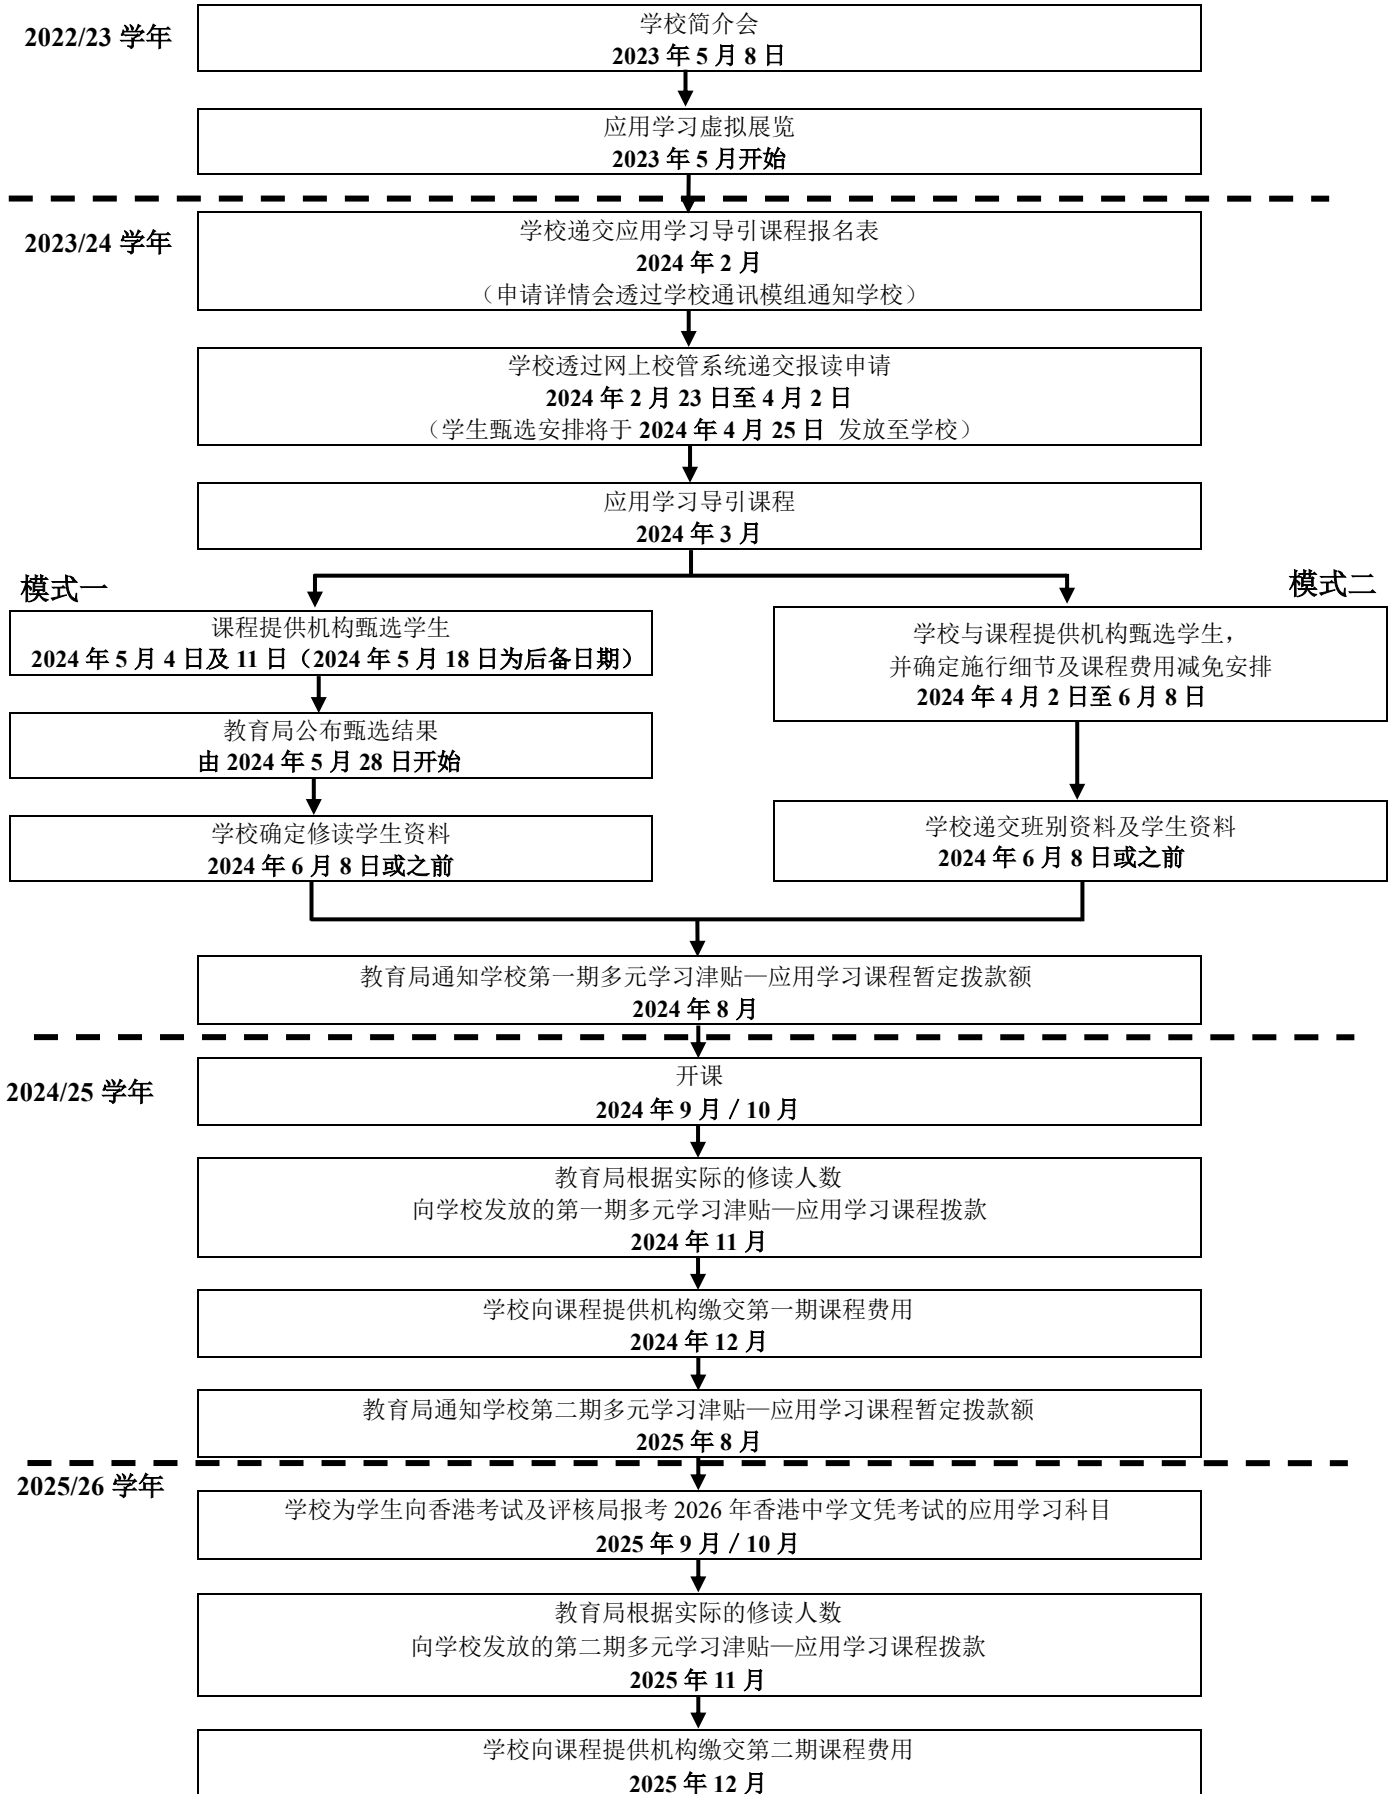 2022/23 学年
学校简介会
2023 年 5 月 8 日
应用学习虚拟展览
2023 年 5 月开始
2023/24 学年
学校递交应用学习导引课程报名表
2024 年 2 月
（申请详情会透过学校通讯模组通知学校）
学校透过网上校管系统递交报读申请
2024 年 2 月 23 日至 4 月 2 日
（学生甄选安排将于 2024 年 4 月 25 日 发放至学校）
应用学习导引课程
2024 年 3 月
模式一
课程提供机构甄选学生
2024 年 5 月 4 日及 11 日（2024 年 5 月 18 日为后备日期）
教育局公布甄选结果
由 2024 年 5 月 28 日开始
学校确定修读学生资料
2024 年 6 月 8 日或之前
模式二
学校与课程提供机构甄选学生，
并确定施行细节及课程费用减免安排
2024 年 4 月 2 日至 6 月 8 日
学校递交班别资料及学生资料
2024 年 6 月 8 日或之前
教育局通知学校第一期多元学习津贴—应用学习课程暂定拨款额
2024 年 8 月
2024/25 学年
开课
2024 年 9 月 / 10 月
教育局根据实际的修读人数
向学校发放的第一期多元学习津贴—应用学习课程拨款
2024 年 11 月
学校向课程提供机构缴交第一期课程费用
2024 年 12 月
教育局通知学校第二期多元学习津贴—应用学习课程暂定拨款额
2025 年 8 月
2025/26 学年
学校为学生向香港考试及评核局报考 2026 年香港中学文凭考试的应用学习科目
2025 年 9 月 / 10 月
教育局根据实际的修读人数
向学校发放的第二期多元学习津贴—应用学习课程拨款
2025 年 11 月
学校向课程提供机构缴交第二期课程费用
2025 年 12 月